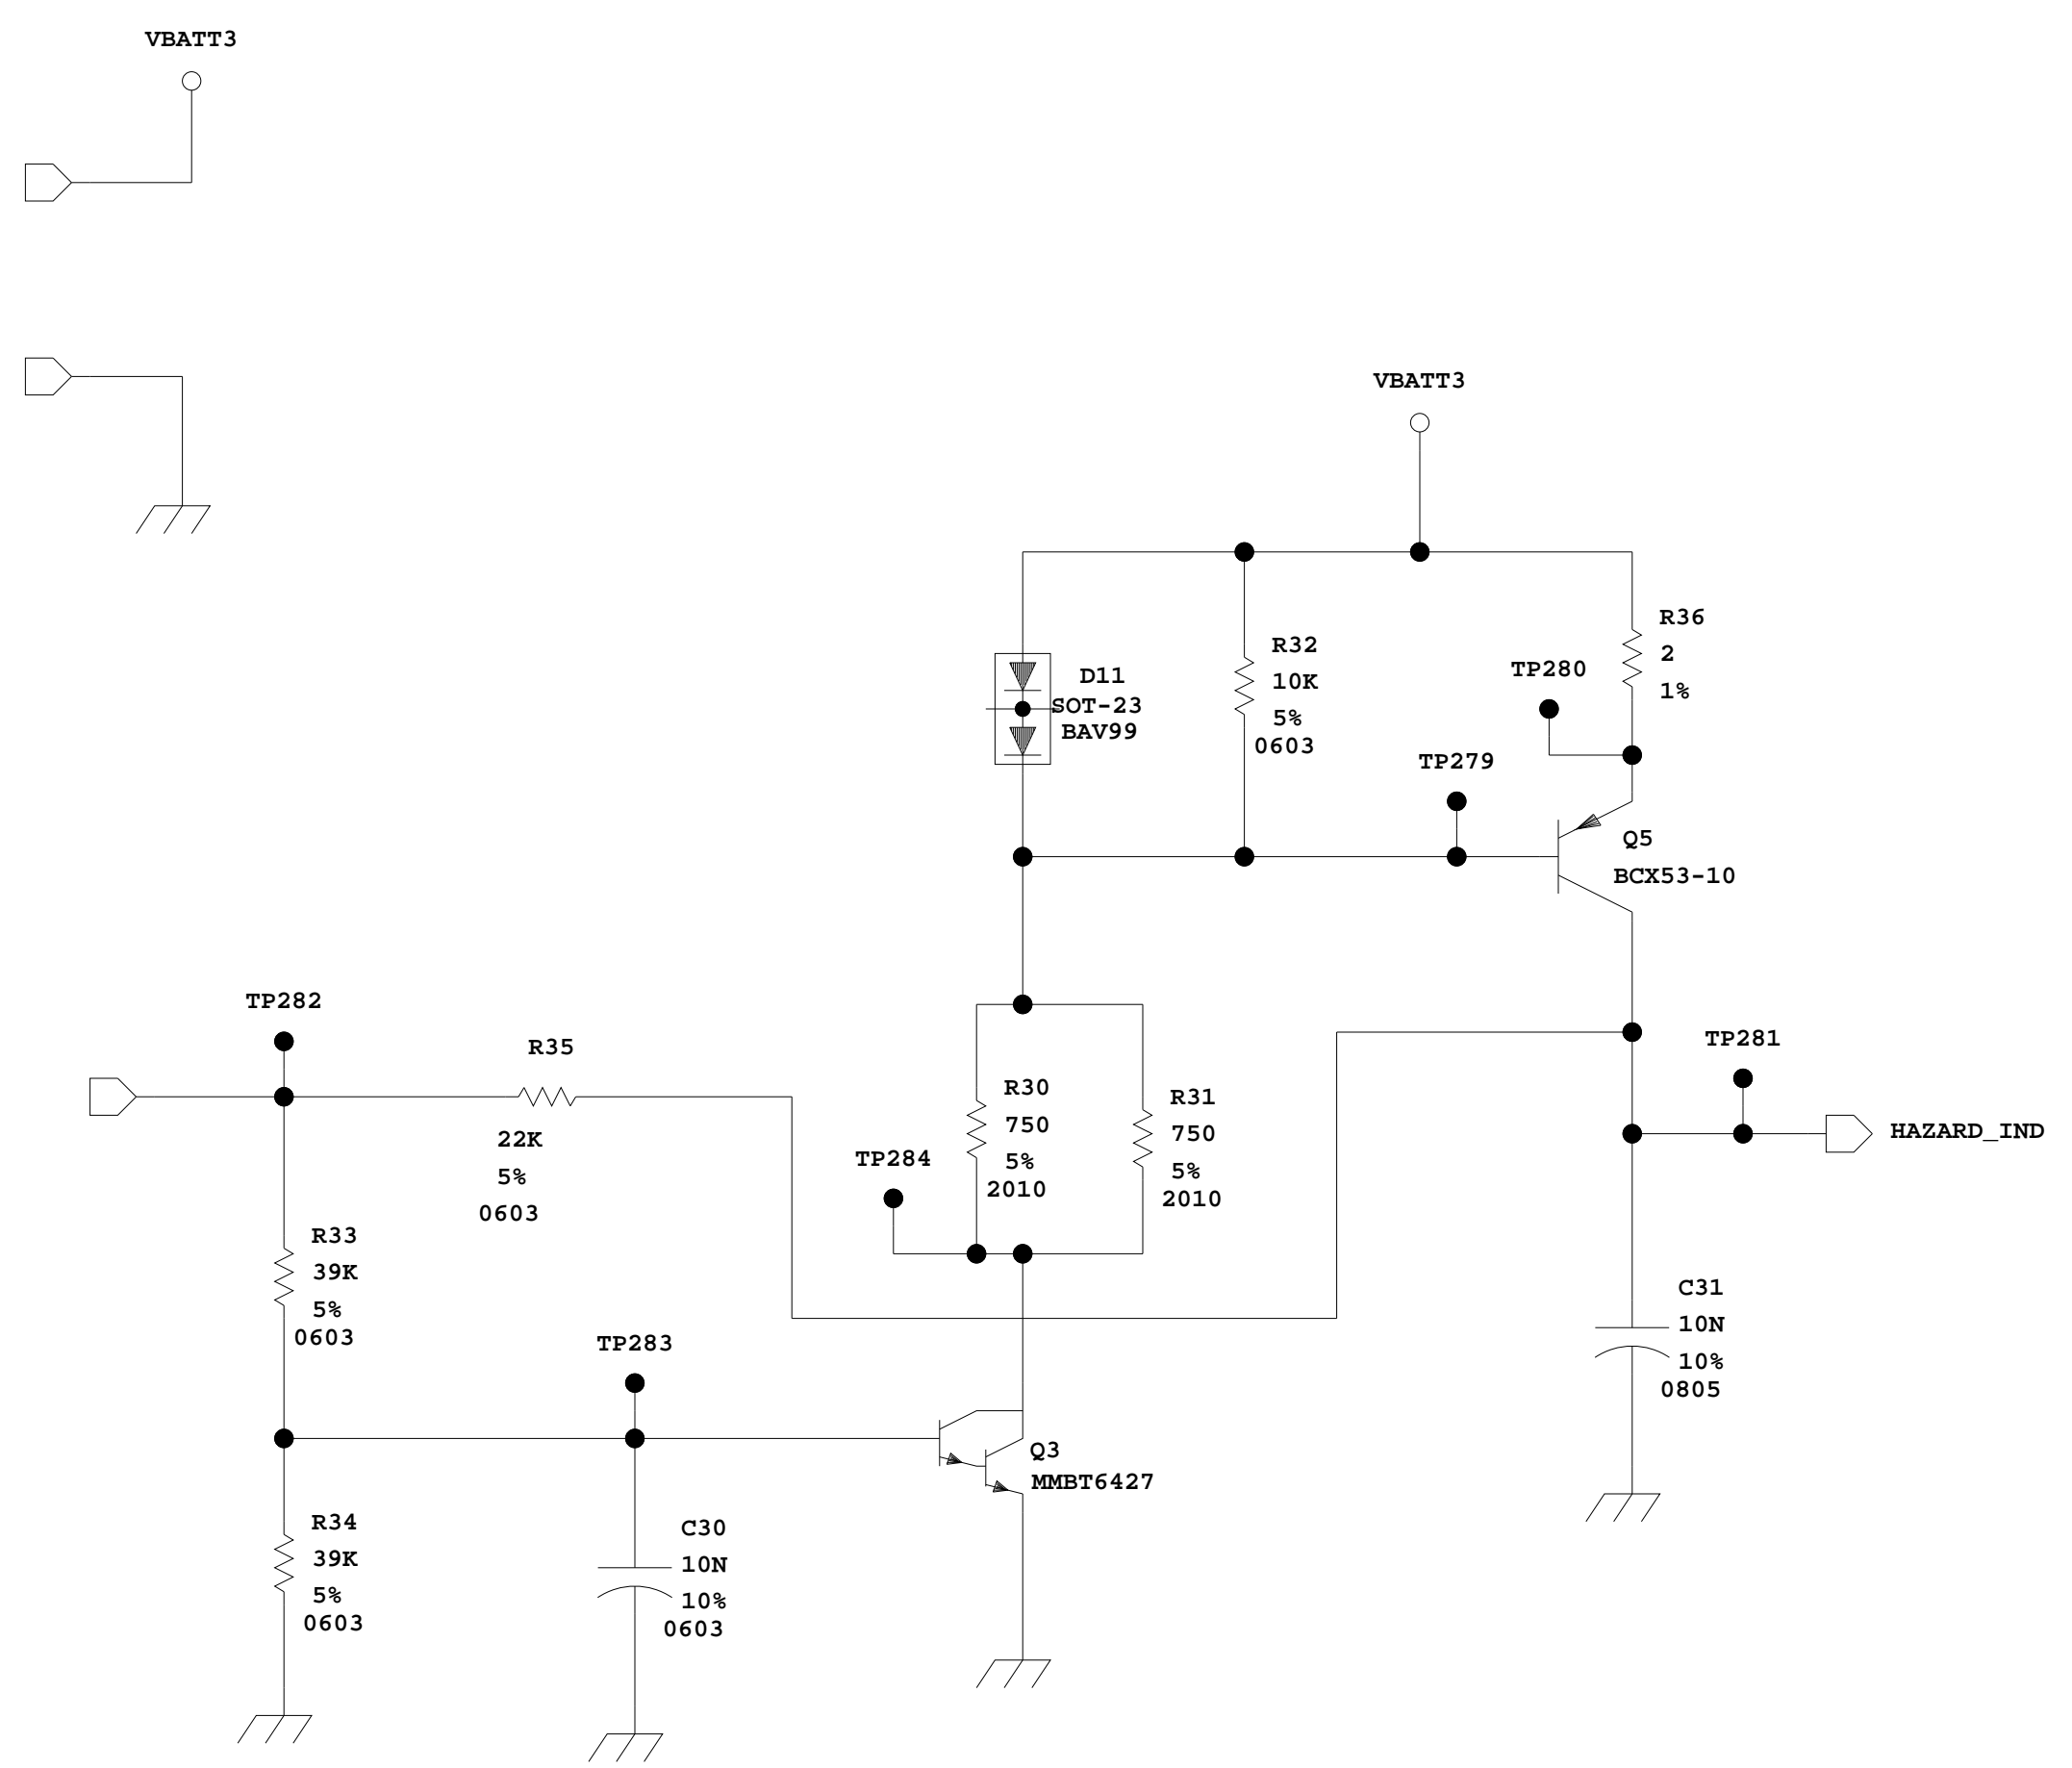 VBATT3
VBATT3
R36
2
1%
TP280
R32
10K
5%
0603
D11
SOT-23
BAV99
TP279
Q5
BCX53-10
TP282
R35
22K
5%
0603
R30
750
5%
2010
R31
750
5%
2010
TP284
TP281
HAZARD_IND
R33
39K
5%
0603
TP283
C31
10N
10%
0805
Q3
MMBT6427
R34
39K
5%
0603
C30
10N
10%
0603